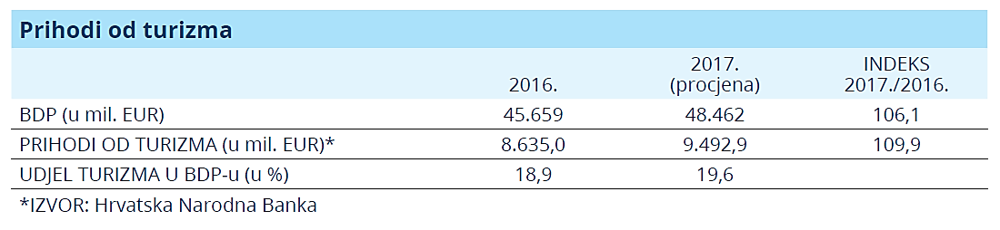 Prihodi od turizma
2016. 2017. (procjena) INDEKS 2017./2016.
BDP (u mil. EUR) 45.659 48.462 106,1
PRIHODI OD TURIZMA (u mil. EUR)* 8.635,0 9.492,9 109,9
UDJEL TURIZMA U BDP-u (u %) 18,9 19,6
*IZVOR: Hrvatska Narodna Banka